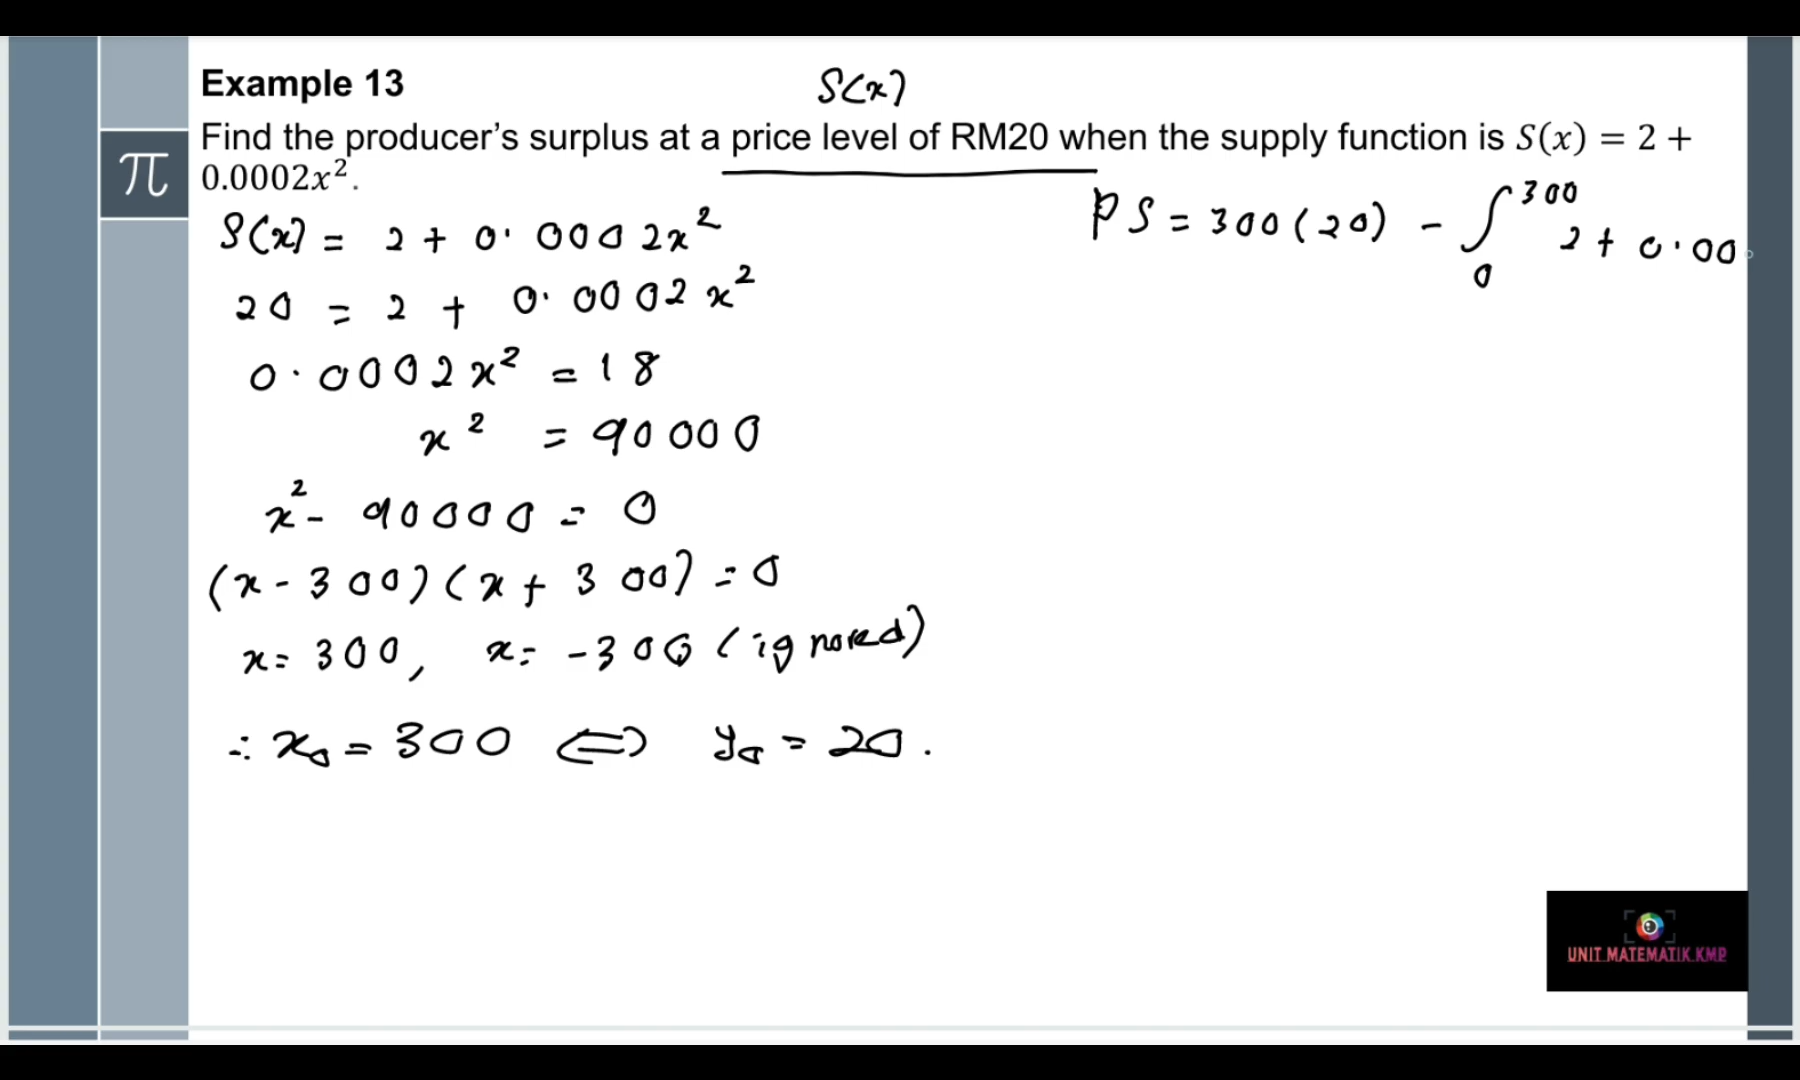 Example 13
S(x)
Find the producer's surplus at a price level of RM20 when the supply function is S(x) = 2 +
0.0002x².
π
S(x) = 2 + 0.0002x²
20 = 2 + 0.0002x²
0.0002x² = 18
x² = 90000
x² - 90000 = 0
(x - 300)(x + 300) = 0
x = 300, x = -300 (ignored)
∴ x₀ = 300 ⇔ y₀ = 20.
PS = 300(20) - ∫₀³⁰⁰ 2 + 0.00
UNIT MATEMATIK KMP